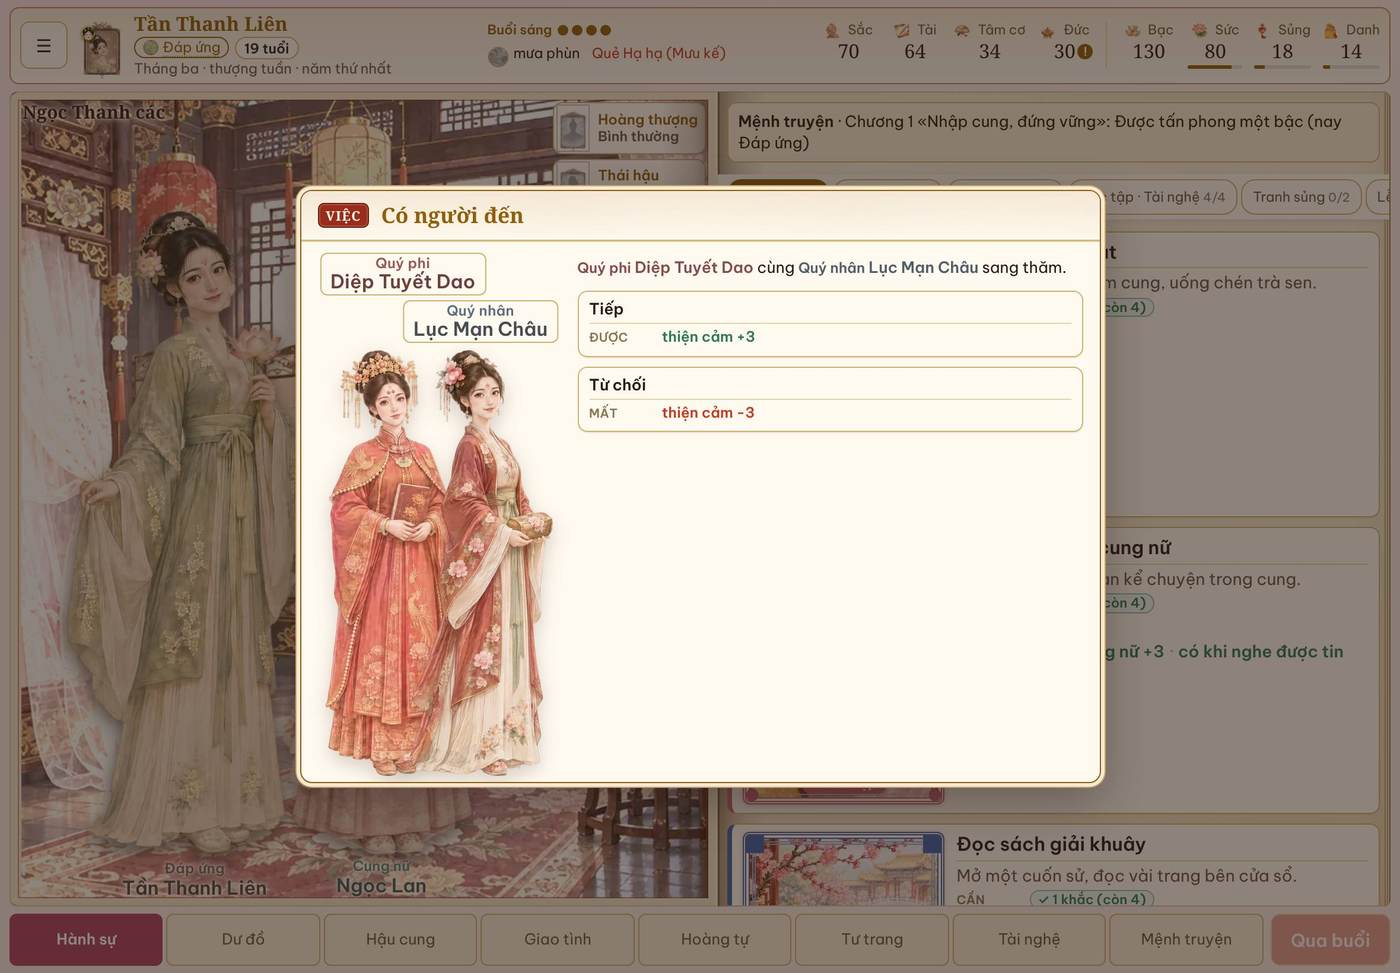 ☰
Tần Thanh Liên
Đáp ứng
19 tuổi
Tháng ba · thượng tuần · năm thứ nhất
Buổi sáng
mưa phùn
Quẻ Hạ hạ (Mưu kế)
Sắc
70
Tài
64
Tâm cơ
34
Đức
30 !
Bạc
130
Sức
80
Sủng
18
Danh
14
Ngọc Thanh các
Hoàng thượng
Bình thường
Thái hậu
Mệnh truyện · Chương 1 «Nhập cung, đứng vững»: Được tấn phong một bậc (nay
Đáp ứng)
tập · Tài nghệ 4/4
Tranh sủng 0/2
VIỆC
Có người đến
Quý phi
Diệp Tuyết Dao
Quý nhân
Lục Mạn Châu
Quý phi Diệp Tuyết Dao cùng Quý nhân Lục Mạn Châu sang thăm.
Tiếp
ĐƯỢC thiện cảm +3
Từ chối
MẤT thiện cảm -3
cung, uống chén trà sen.
còn 4)
cung nữ
kể chuyện trong cung.
còn 4)
nữ +3 · có khi nghe được tin
Đọc sách giải khuây
Mở một cuốn sử, đọc vài trang bên cửa sổ.
CẦN ✓ 1 khắc (còn 4)
Đáp ứng
Tần Thanh Liên
Cung nữ
Ngọc Lan
Hành sự
Dư đồ
Hậu cung
Giao tình
Hoàng tự
Tư trang
Tài nghệ
Mệnh truyện
Qua buổi